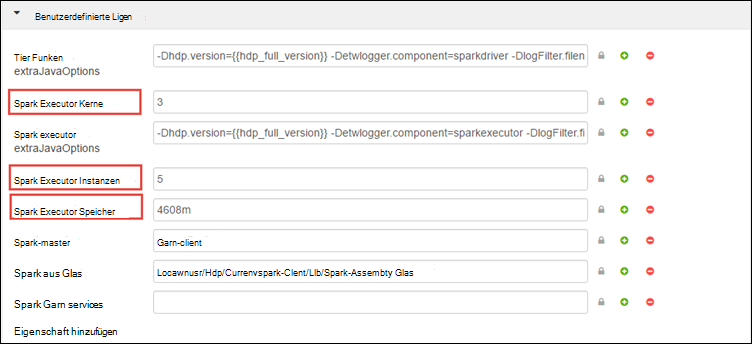 Benutzerdefinierte Ligen
Tier Funken
extraJavaOptions
-Dhdp.version={{hdp_full_version}} -Detwlogger.component=sparkdriver -DlogFilter.filen
Spark Executor Kerne
3
Spark executor
extraJavaOptions
-Dhdp.version={{hdp_full_version}} -Detwlogger.component=sparkexecutor -DlogFilter.fi
Spark Executor Instanzen
5
Spark Executor Speicher
4608m
Spark-master
Garn-client
Spark aus Glas
Locawnusr/Hdp/Currenvspark-Clent/Llb/Spark-Assembty Glas
Spark Garn services
Eigenschaft hinzufügen